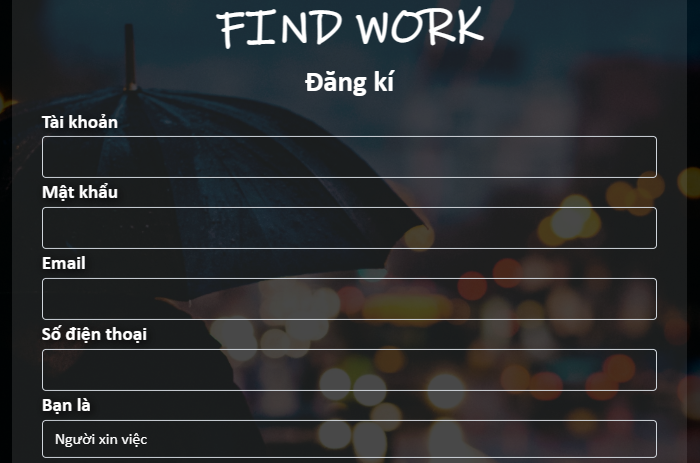 FIND WORK
Đăng kí
Tài khoản
Mật khẩu
Email
Số điện thoại
Bạn là
Người xin việc